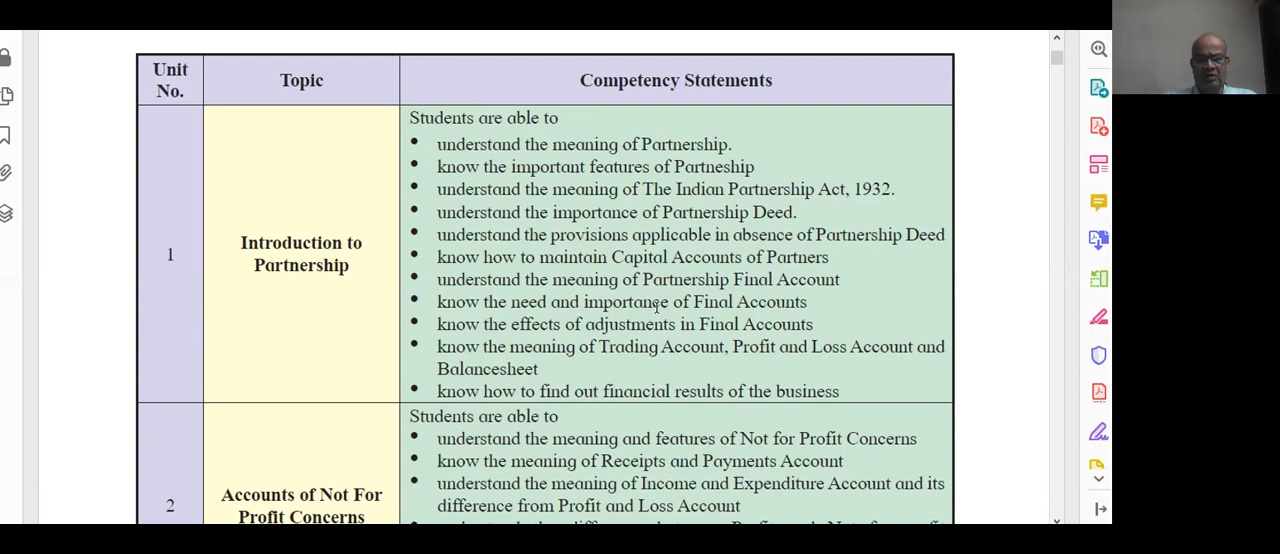 Unit
No.
Topic
Competency Statements
1
Introduction to
Partnership
Students are able to
• understand the meaning of Partnership.
• know the important features of Partneship
• understand the meaning of The Indian Partnership Act, 1932.
• understand the importance of Partnership Deed.
• understand the provisions applicable in absence of Partnership Deed
• know how to maintain Capital Accounts of Partners
• understand the meaning of Partnership Final Account
• know the need and importance of Final Accounts
• know the effects of adjustments in Final Accounts
• know the meaning of Trading Account, Profit and Loss Account and
Balancesheet
• know how to find out financial results of the business
2
Accounts of Not For
Profit Concerns
Students are able to
• understand the meaning and features of Not for Profit Concerns
• know the meaning of Receipts and Payments Account
• understand the meaning of Income and Expenditure Account and its
difference from Profit and Loss Account